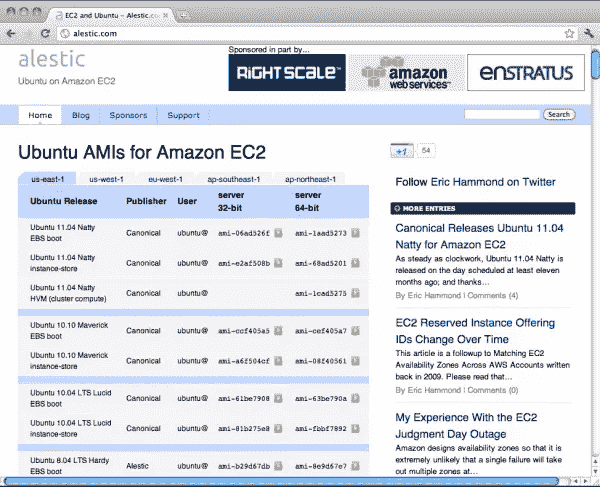 EC2 and Ubuntu – Alestic.co
alestic.com
alestic
Ubuntu on Amazon EC2
Sponsored in part by...
RIGHTSCALE™
amazon
webservices™
ENSTRATUS
Home Blog Sponsors Support Search
Ubuntu AMIs for Amazon EC2
us-east-1 us-west-1 eu-west-1 ap-southeast-1 ap-northeast-1
Ubuntu Release Publisher User server 32-bit server 64-bit
Ubuntu 11.04 Natty EBS boot Canonical ubuntu@ ami-06ad526f ami-1aad5273
Ubuntu 11.04 Natty instance-store Canonical ubuntu@ ami-e2af508b ami-68ad5201
Ubuntu 11.04 Natty HVM (cluster compute) Canonical ubuntu@ ami-1cad5275
Ubuntu 10.10 Maverick EBS boot Canonical ubuntu@ ami-ccf405a5 ami-cef405a7
Ubuntu 10.10 Maverick instance-store Canonical ubuntu@ ami-a6f504cf ami-08f40561
Ubuntu 10.04 LTS Lucid EBS boot Canonical ubuntu@ ami-61be7908 ami-63be790a
Ubuntu 10.04 LTS Lucid instance-store Canonical ubuntu@ ami-81b275e8 ami-fbbf7892
Ubuntu 8.04 LTS Hardy EBS boot Alestic ubuntu@ ami-b29d67db ami-8e9d67e7
+1 54
Follow Eric Hammond on Twitter
MORE ENTRIES
Canonical Releases Ubuntu 11.04
Natty for Amazon EC2
As steady as clockwork, Ubuntu 11.04 Natty is
released on the day scheduled at least eleven
months ago; and thanks...
By Eric Hammond | Comments (4)
EC2 Reserved Instance Offering
IDs Change Over Time
This article is a followup to Matching EC2
Availability Zones Across AWS Accounts written
back in 2009. Please read that...
By Eric Hammond | Comments (0)
My Experience With the EC2
Judgment Day Outage
Amazon designs availability zones so that it is
extremely unlikely that a single failure will take
out multiple zones at...